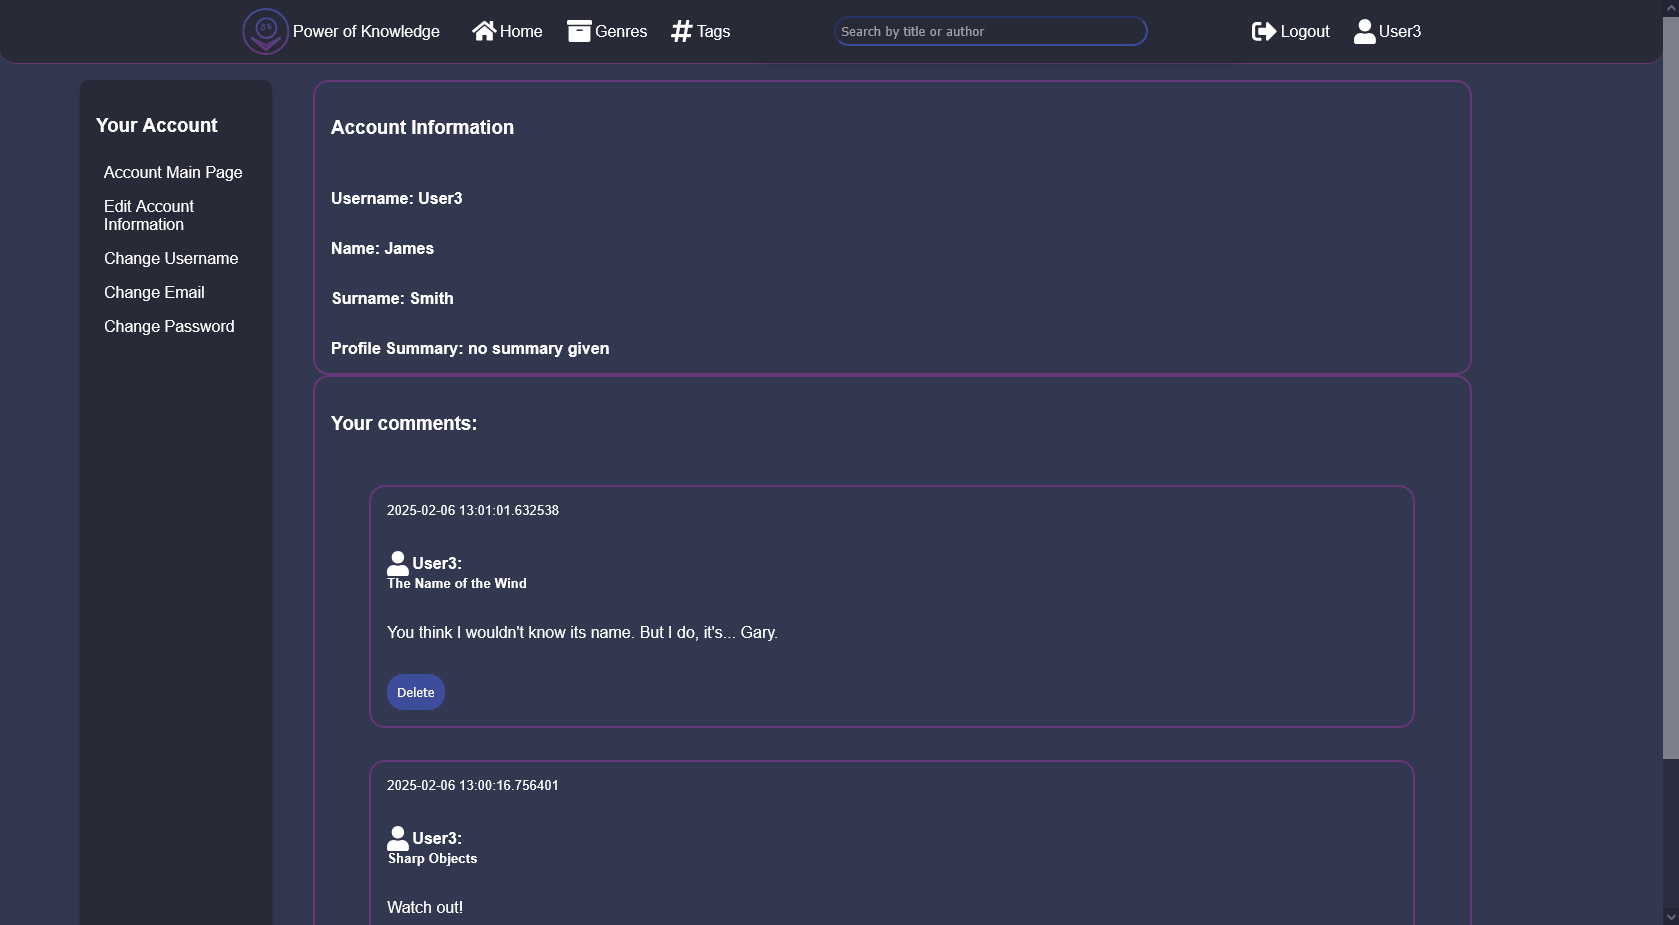 Power of Knowledge
Home
Genres
Tags
Search by title or author
Logout
User3
Your Account
Account Main Page
Edit Account
Information
Change Username
Change Email
Change Password
Account Information
Username: User3
Name: James
Surname: Smith
Profile Summary: no summary given
Your comments:
2025-02-06 13:01:01.632538
User3:
The Name of the Wind
You think I wouldn't know its name. But I do, it's... Gary.
Delete
2025-02-06 13:00:16.756401
User3:
Sharp Objects
Watch out!